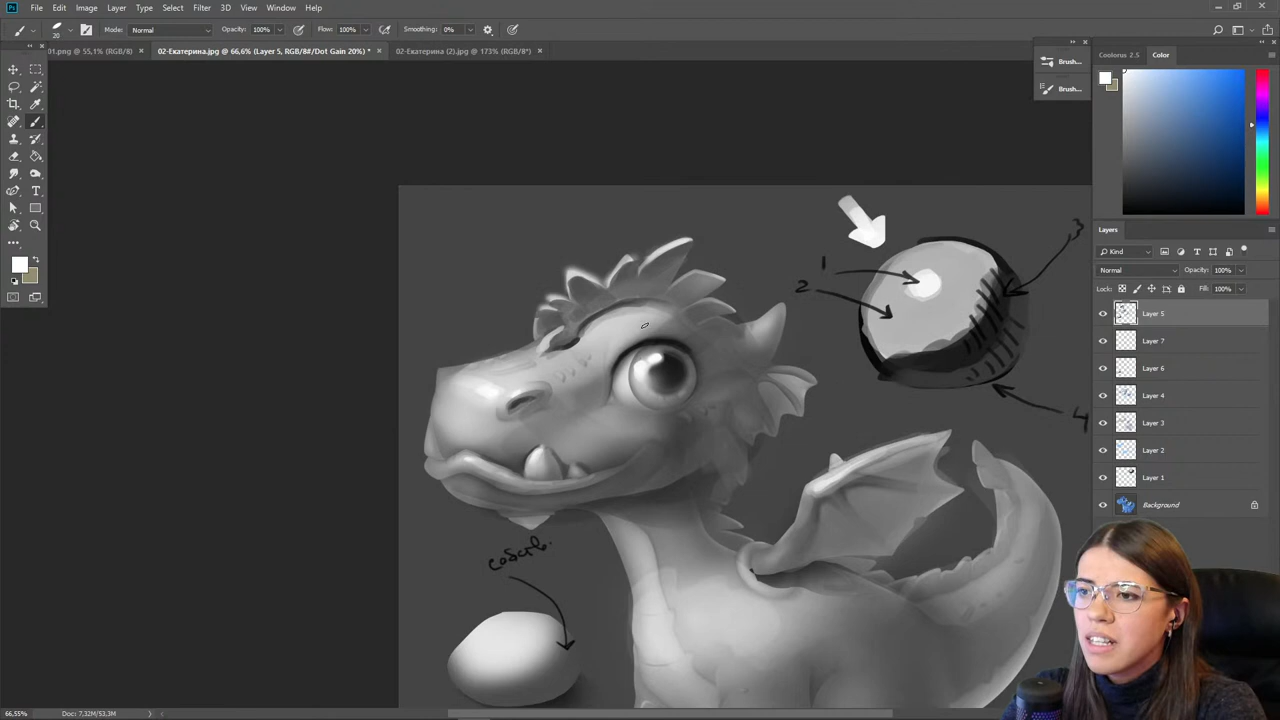 Ps File Edit Image Layer Type Select Filter 3D View Window Help
20 Mode: Normal Opacity: 100% Flow: 100% Smoothing: 0%
01.png @ 55,1% (RGB/8) × 02-Екатерина.jpg @ 66,6% (Layer 5, RGB/8#/Dot Gain 20%) * × 02-Екатерина (2).jpg @ 173% (RGB/8*) ×
Brush...
Brush...
Coolorus 2.5 Color
Layers
Kind
Normal Opacity: 100%
Lock: Fill: 100%
Layer 5
Layer 7
Layer 6
Layer 4
Layer 3
Layer 2
Layer 1
Background
1
2
3
4
собств.
66,55% Doc: 7,32M/53,3M